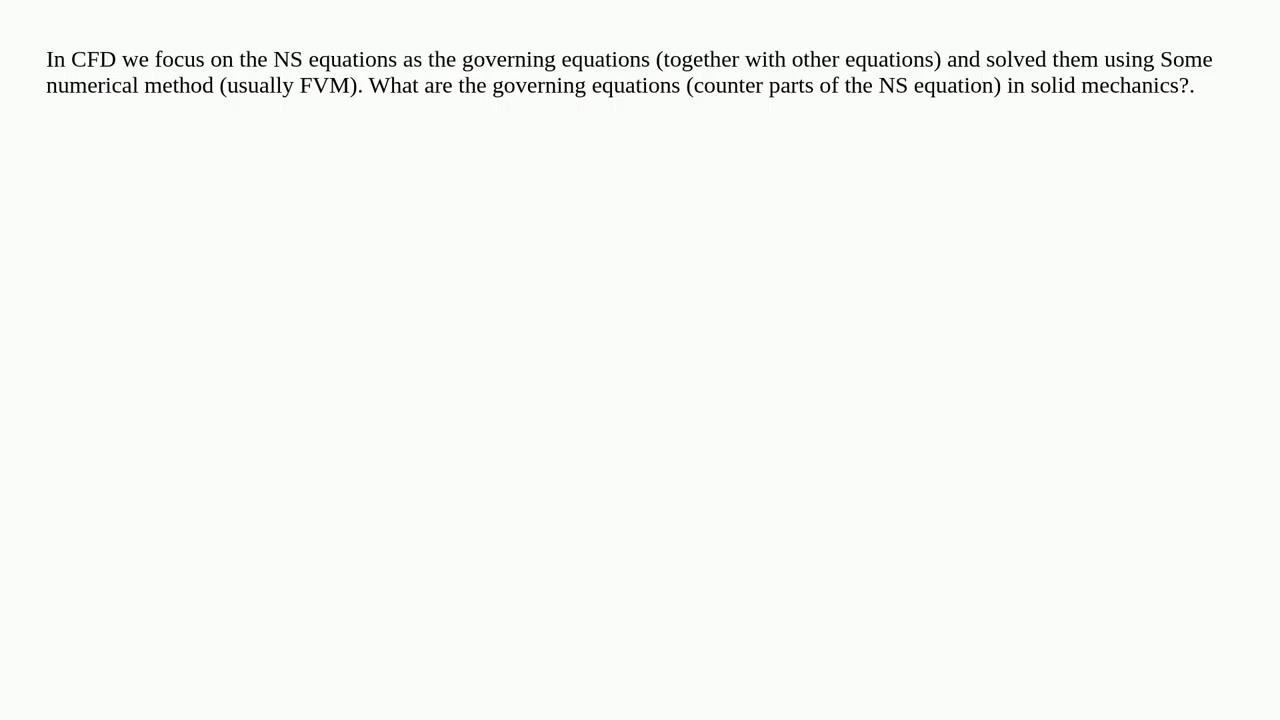 In CFD we focus on the NS equations as the governing equations (together with other equations) and solved them using Some
numerical method (usually FVM). What are the governing equations (counter parts of the NS equation) in solid mechanics?.